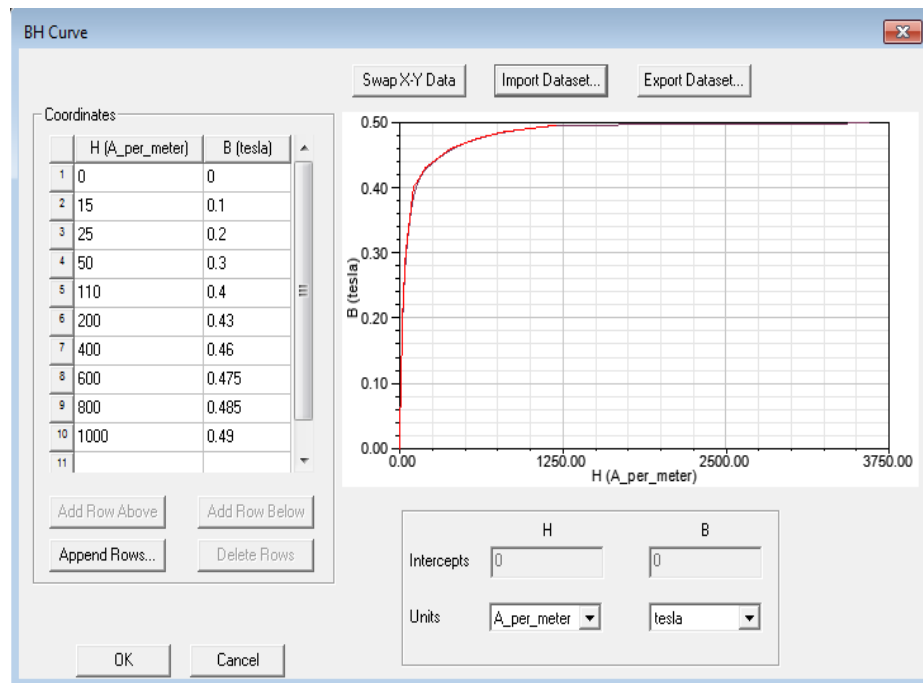 BH Curve
Swap X-Y Data Import Dataset... Export Dataset...
Coordinates
H (A_per_meter) B (tesla)
1 0 0
2 15 0.1
3 25 0.2
4 50 0.3
5 110 0.4
6 200 0.43
7 400 0.46
8 600 0.475
9 800 0.485
10 1000 0.49
11
Add Row Above Add Row Below
Append Rows... Delete Rows
OK Cancel
0.50
0.40
0.30
0.20
0.10
0.00
B (tesla)
0.00 1250.00 2500.00 3750.00
H (A_per_meter)
H B
Intercepts 0 0
Units A_per_meter tesla